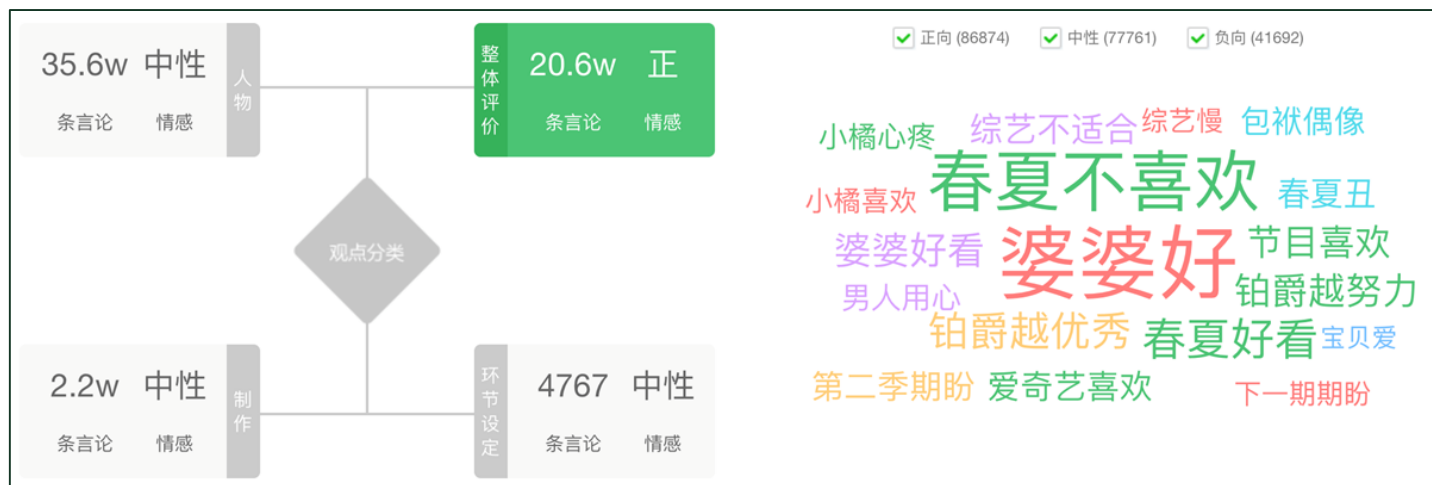 35.6w 中性
条言论 情感
人物
整体评价
20.6w 正
条言论 情感
观点分类
2.2w 中性
条言论 情感
制作
环节设定
4767 中性
条言论 情感
正向 (86874) 中性 (77761) 负向 (41692)
小橘心疼 综艺不适合 综艺慢 包袱偶像
春夏不喜欢
小橘喜欢 春夏丑
婆婆好看 婆婆好 节目喜欢
男人用心 铂爵越努力
铂爵越优秀 春夏好看 宝贝爱
第二季期盼 爱奇艺喜欢 下一期期盼